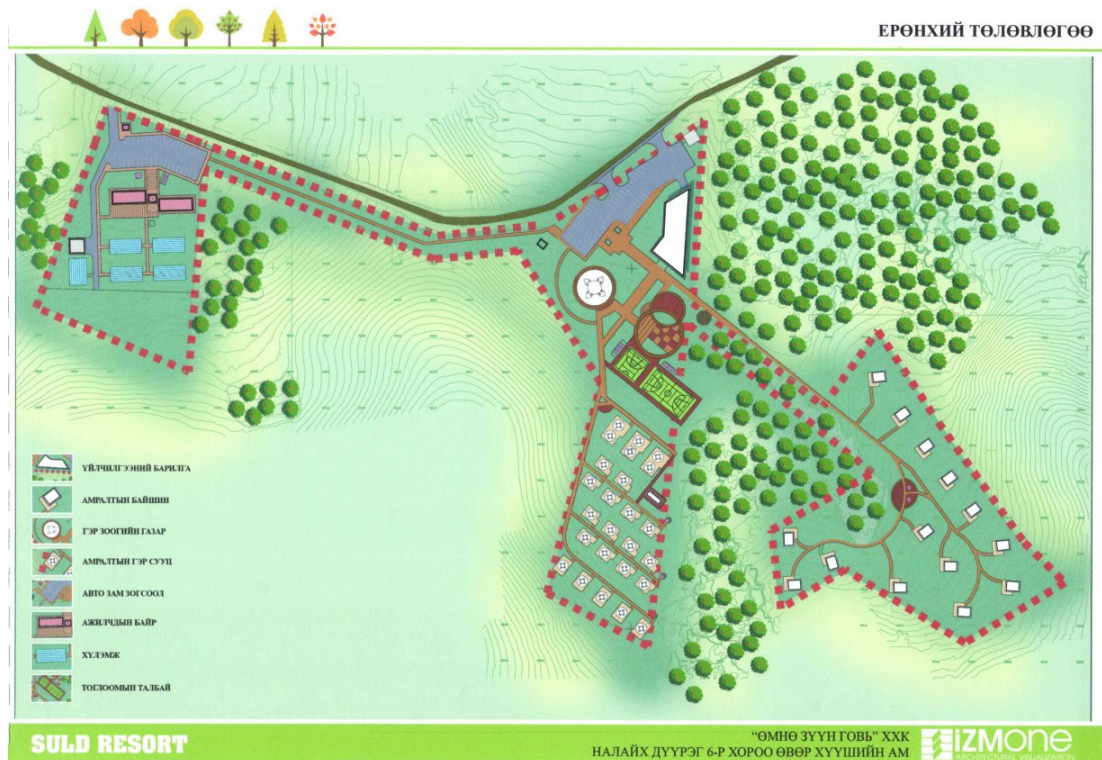 ЕРӨНХИЙ ТӨЛӨВЛӨГӨӨ
ҮЙЛЧИЛГЭЭНИЙ БАРИЛГА
АМРАЛТЫН БАЙШИН
ГЭР ЗООГИЙН ГАЗАР
АМРАЛТЫН ГЭР СУУЦ
АВТО ЗАМ ЗОГСООЛ
АЖИЛЧДЫН БАЙР
ХҮЛЭМЖ
ТОГЛООМЫН ТАЛБАЙ
SULD RESORT
"ӨМНӨ ЗҮҮН ГОВЬ" ХХК
НАЛАЙХ ДҮҮРЭГ 6-Р ХОРОО ӨВӨР ХҮҮШИЙН АМ
iZMone
ARCHITECTURAL VISUALIZATION